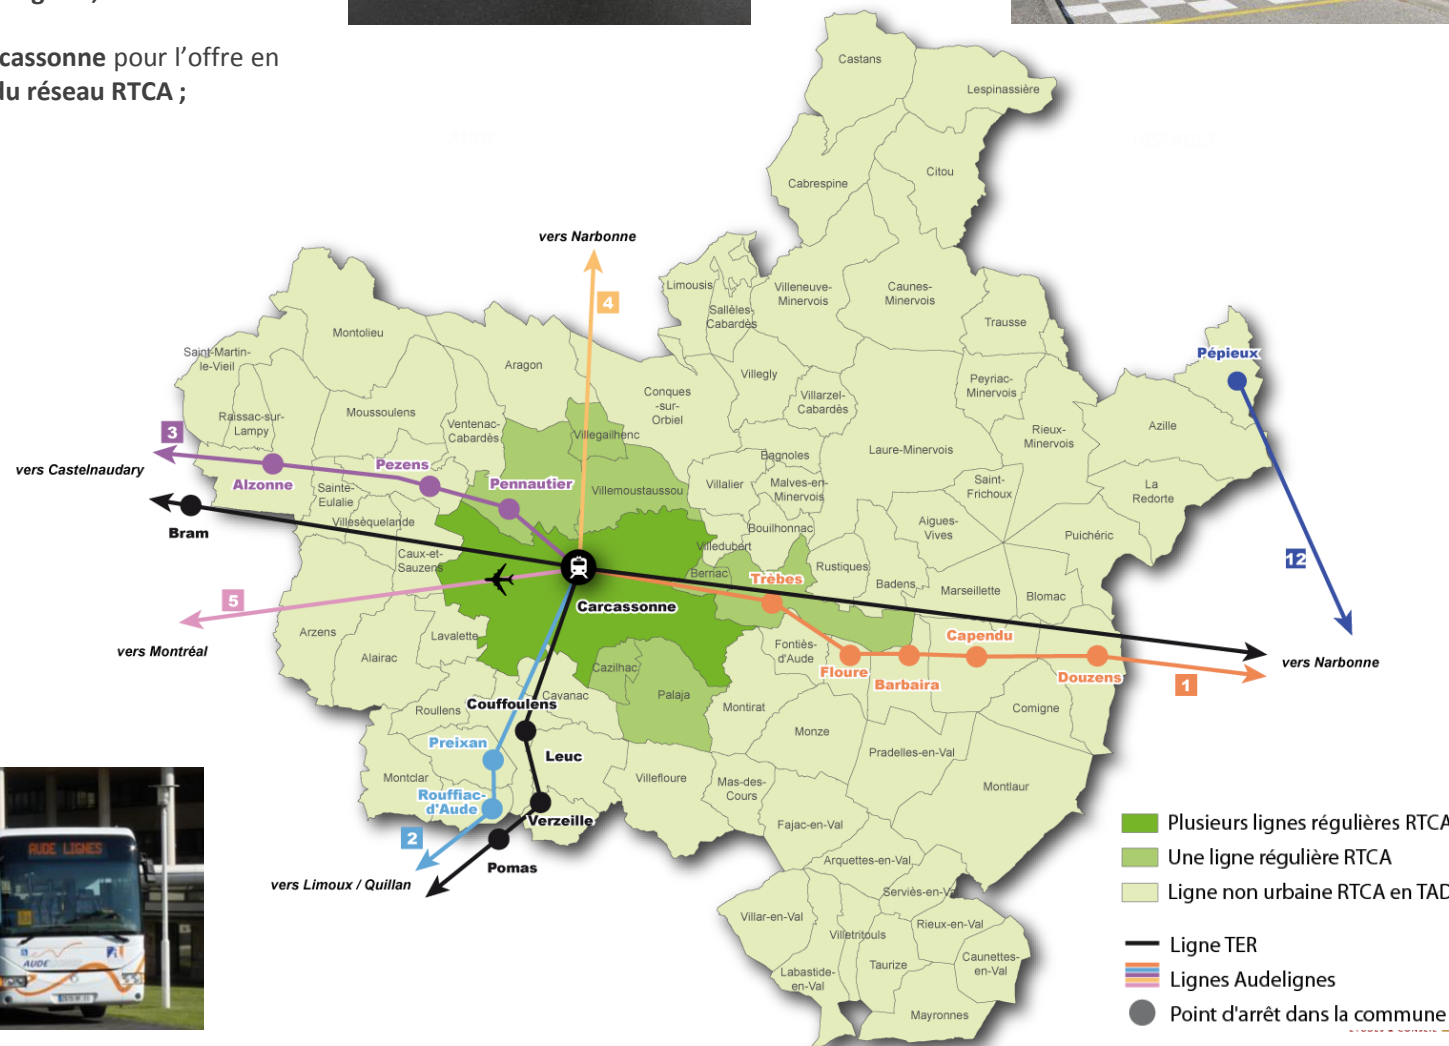 cassonne pour l'offre en
du réseau RTCA ;
Castans
Lespinassière
Cabrespine
Citou
vers Narbonne
4
Limousis
Sallèles-
Cabardès
Villeneuve-
Minervois
Caunes-
Minervois
Trausse
Montolieu
Saint-Martin-
le-Vieil
Aragon
Pépieux
Villegly
Conques
-sur-
Orbiel
Villarzel-
Cabardès
Peyriac-
Minervois
Raissac-sur-
Lampy
Moussoulens
Ventenac-
Cabardès
Villegailhenc
Rieux-
Minervois
Azille
3
Laure-Minervois
Bagnoles
vers Castelnaudary
Pezens
Alzonne
Pennautier
Villemoustaussou
Villalier
Malves-en-
Minervois
Saint-
Frichoux
La
Redorte
Sainte-
Eulalie
Villesèquelande
Bram
Bouilhonnac
Aigues-
Vives
Puichéric
Villedubert
Caux-et-
Sauzens
Berriac
Trèbes
Rustiques
Badens
Marseillette
Blomac
12
5
Carcassonne
Arzens
Lavalette
vers Montréal
Alairac
Fontiès-
d'Aude
Capendu
vers Narbonne
Floure
Barbaira
Douzens
1
Cazilhac
Palaja
Cavanac
Couffoulens
Roullens
Montirat
Comigne
Monze
Preixan
Leuc
Pradelles-en-Val
Montclar
Villefloure
Mas-des-
Cours
Montlaur
Rouffiac-
d'Aude
Verzeille
Fajac-en-Val
2
Pomas
vers Limoux / Quillan
Arquettes-en-Val
Serviès-en-Val
Villar-en-Val
Villetritouls
Rieux-en-Val
Labastide-
en-Val
Taurize
Caunettes-
en-Val
Mayronnes
AUDE LIGNES
AUDE
Plusieurs lignes régulières RTCA
Une ligne régulière RTCA
Ligne non urbaine RTCA en TAD
Ligne TER
Lignes Audelignes
Point d'arrêt dans la commune